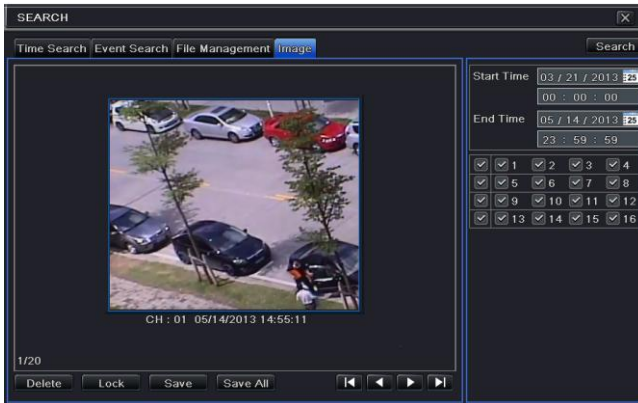 SEARCH
Time Search Event Search File Management Image Search
Start Time 03 / 21 / 2013 25
00 : 00 : 00
End Time 05 / 14 / 2013 25
23 : 59 : 59
1 2 3 4
5 6 7 8
9 10 11 12
13 14 15 16
CH : 01 05/14/2013 14:55:11
1/20
Delete Lock Save Save All